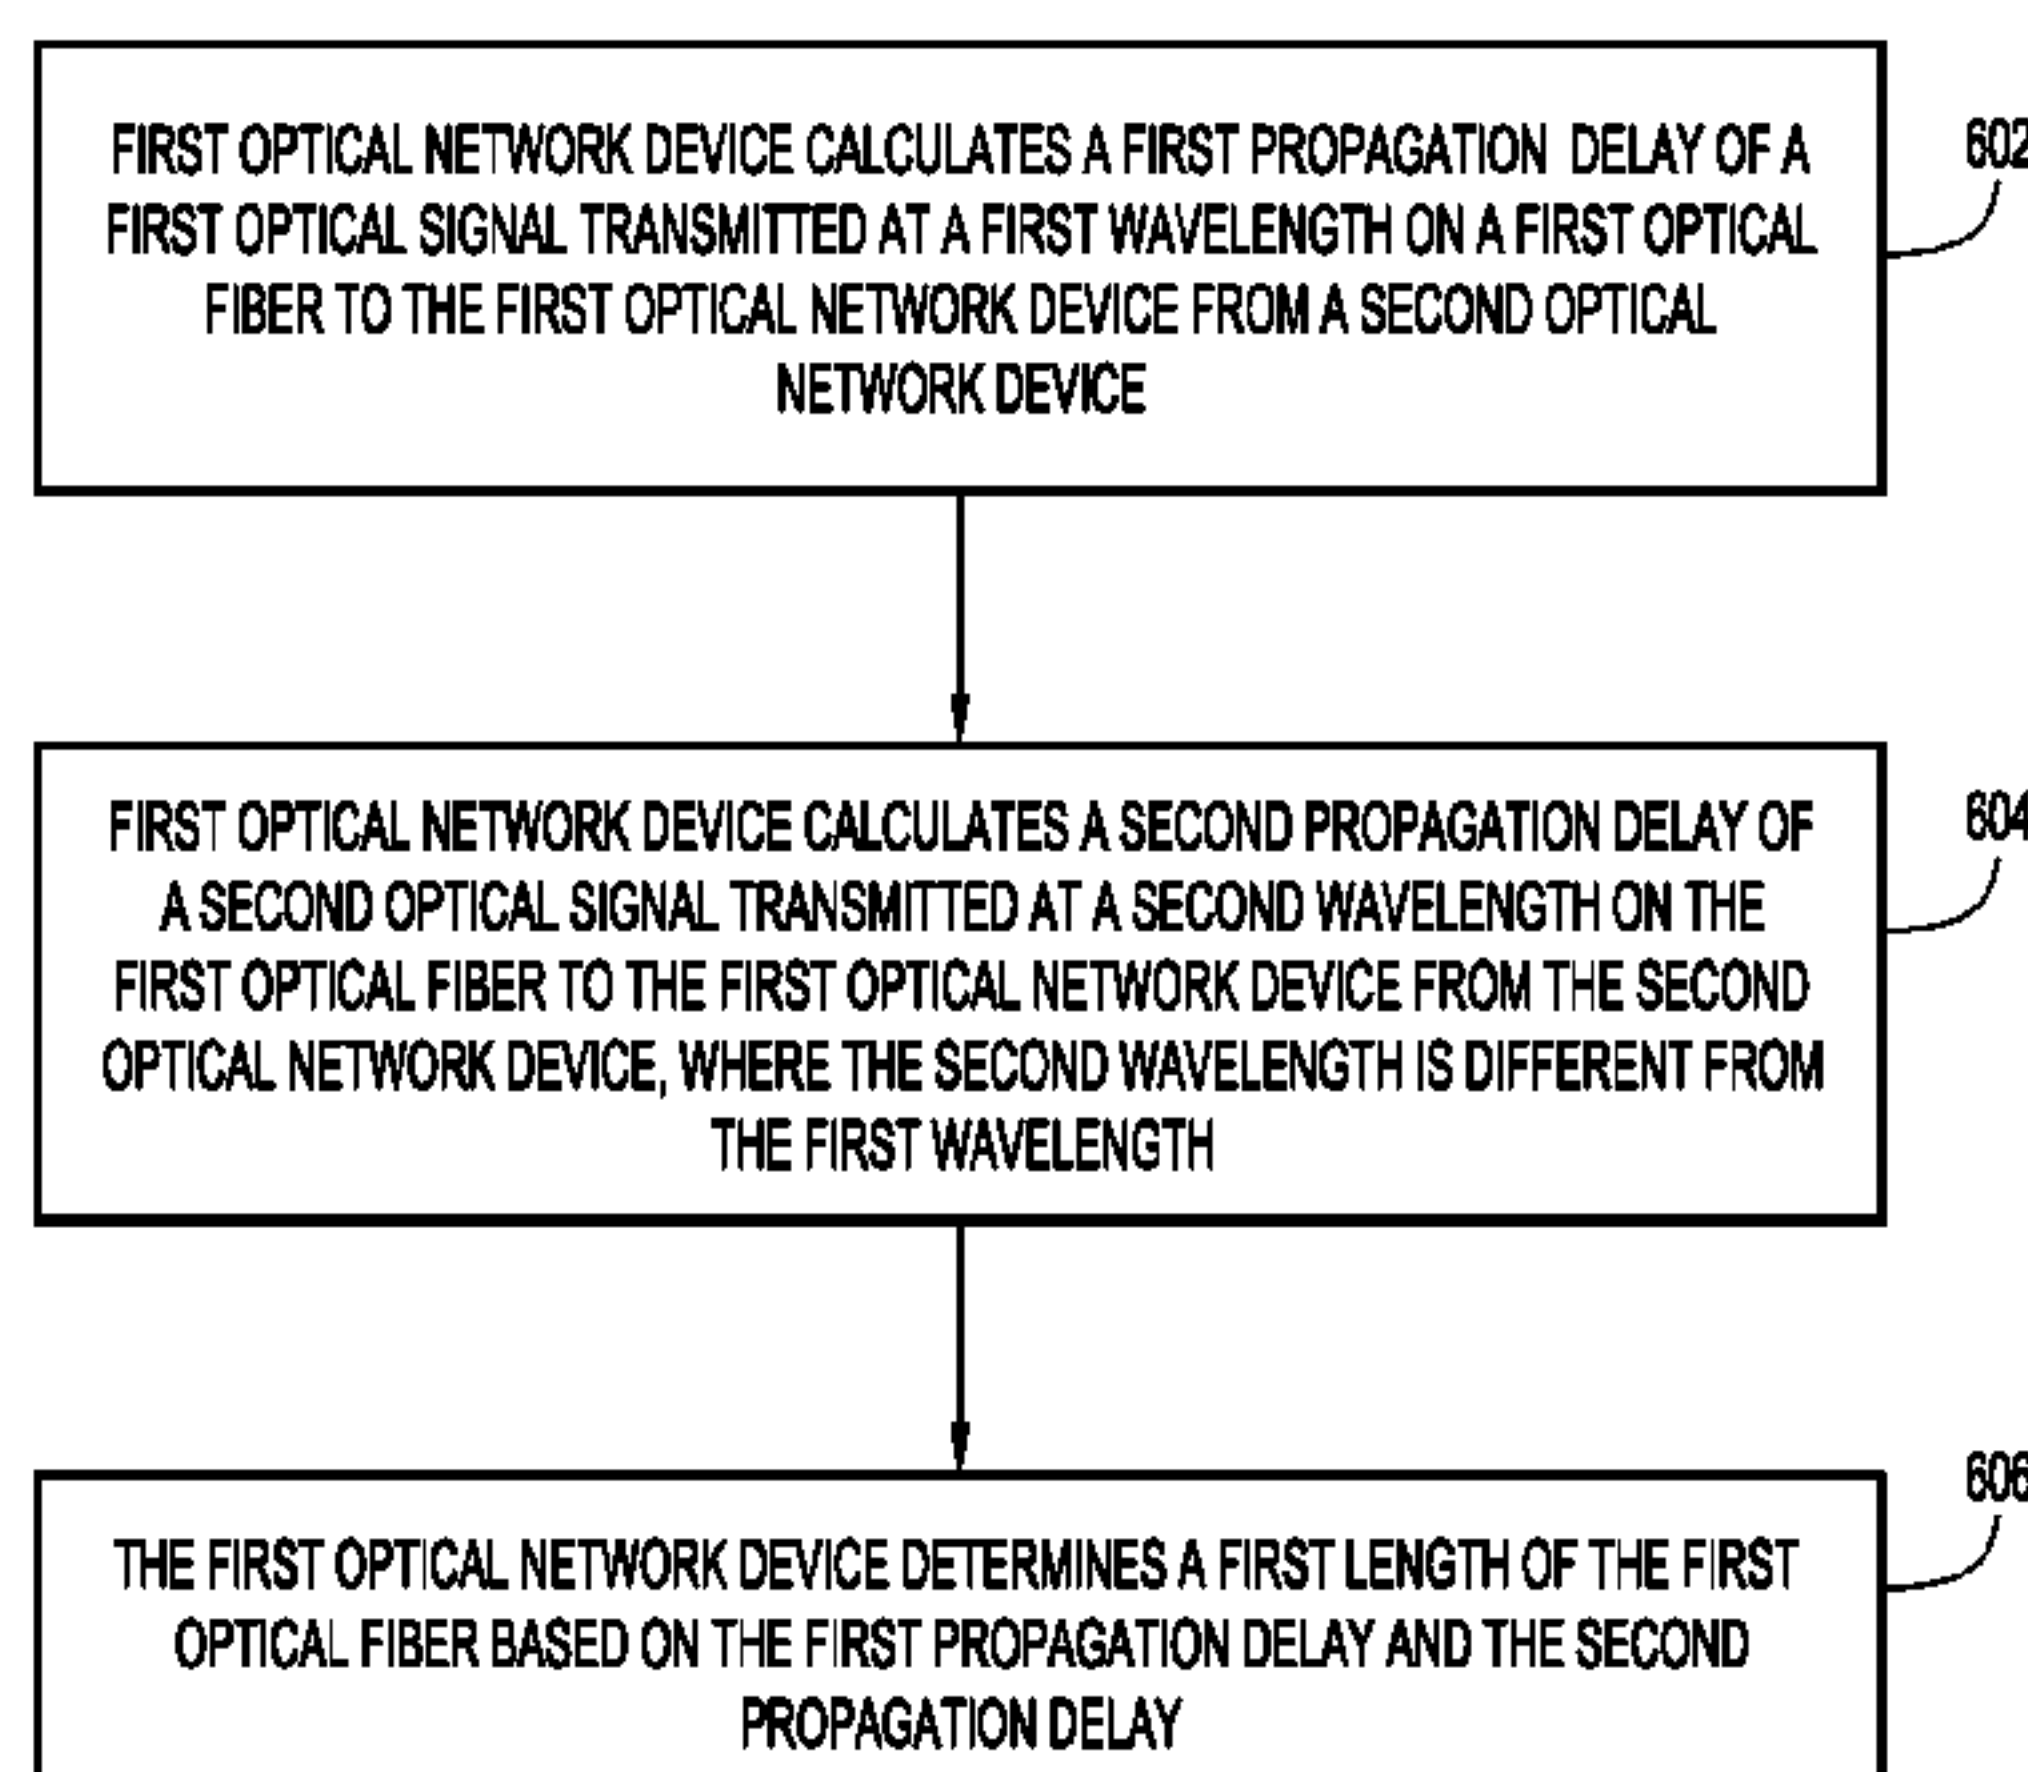 FIRST OPTICAL NETWORK DEVICE CALCULATES A FIRST PROPAGATION DELAY OF A
FIRST OPTICAL SIGNAL TRANSMITTED AT A FIRST WAVELENGTH ON A FIRST OPTICAL
FIBER TO THE FIRST OPTICAL NETWORK DEVICE FROM A SECOND OPTICAL
NETWORK DEVICE
602
FIRST OPTICAL NETWORK DEVICE CALCULATES A SECOND PROPAGATION DELAY OF
A SECOND OPTICAL SIGNAL TRANSMITTED AT A SECOND WAVELENGTH ON THE
FIRST OPTICAL FIBER TO THE FIRST OPTICAL NETWORK DEVICE FROM THE SECOND
OPTICAL NETWORK DEVICE, WHERE THE SECOND WAVELENGTH IS DIFFERENT FROM
THE FIRST WAVELENGTH
604
THE FIRST OPTICAL NETWORK DEVICE DETERMINES A FIRST LENGTH OF THE FIRST
OPTICAL FIBER BASED ON THE FIRST PROPAGATION DELAY AND THE SECOND
PROPAGATION DELAY
606